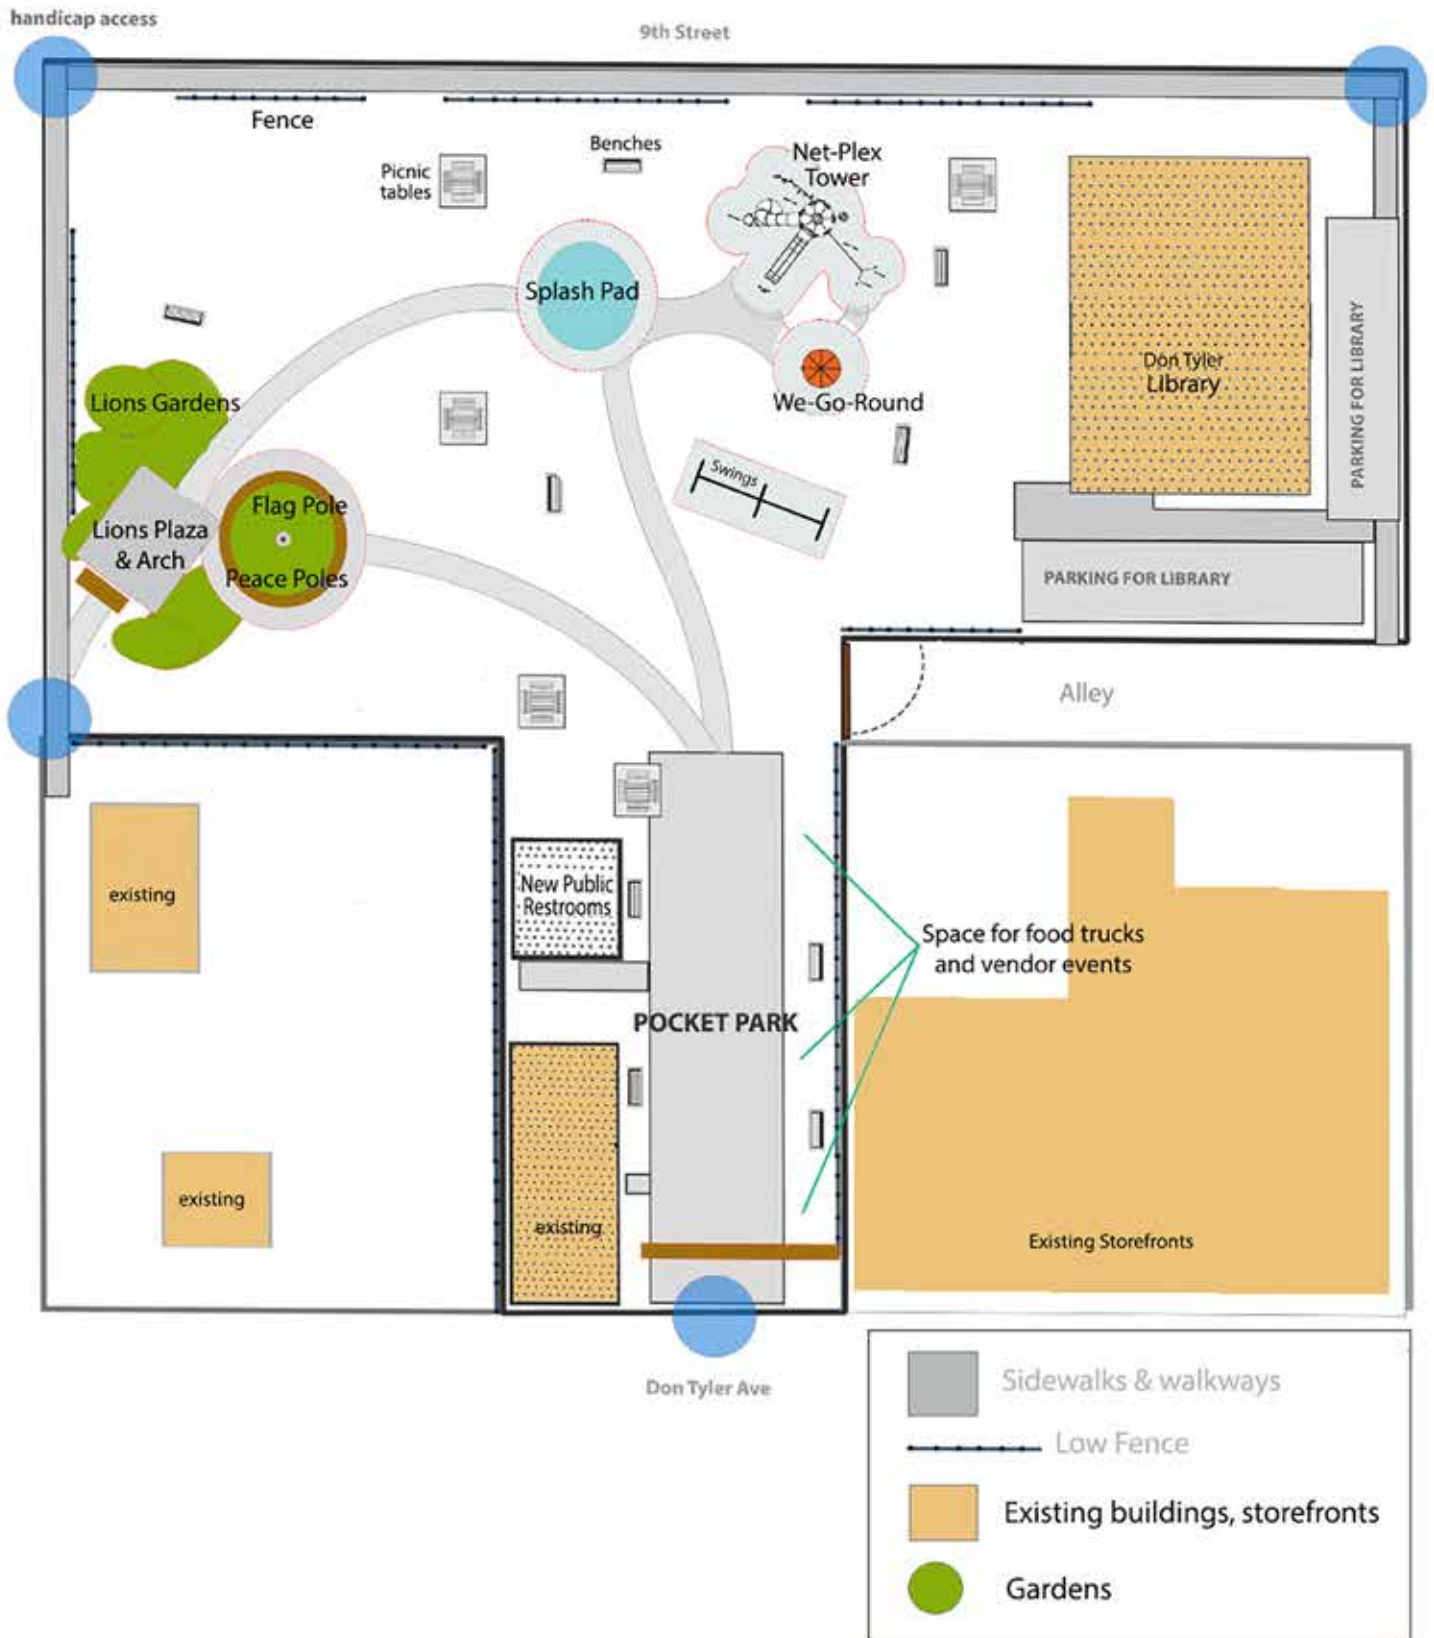 handicap access
9th Street
Fence
Benches
Picnic
tables
Net-Plex
Tower
Splash Pad
Don Tyler
Library
PARKING FOR LIBRARY
Lions Gardens
We-Go-Round
Swings
Flag Pole
Lions Plaza
& Arch
Peace Poles
PARKING FOR LIBRARY
Alley
existing
New Public
Restrooms
Space for food trucks
and vendor events
POCKET PARK
existing
existing
Existing Storefronts
Don Tyler Ave
Sidewalks & walkways
Low Fence
Existing buildings, storefronts
Gardens